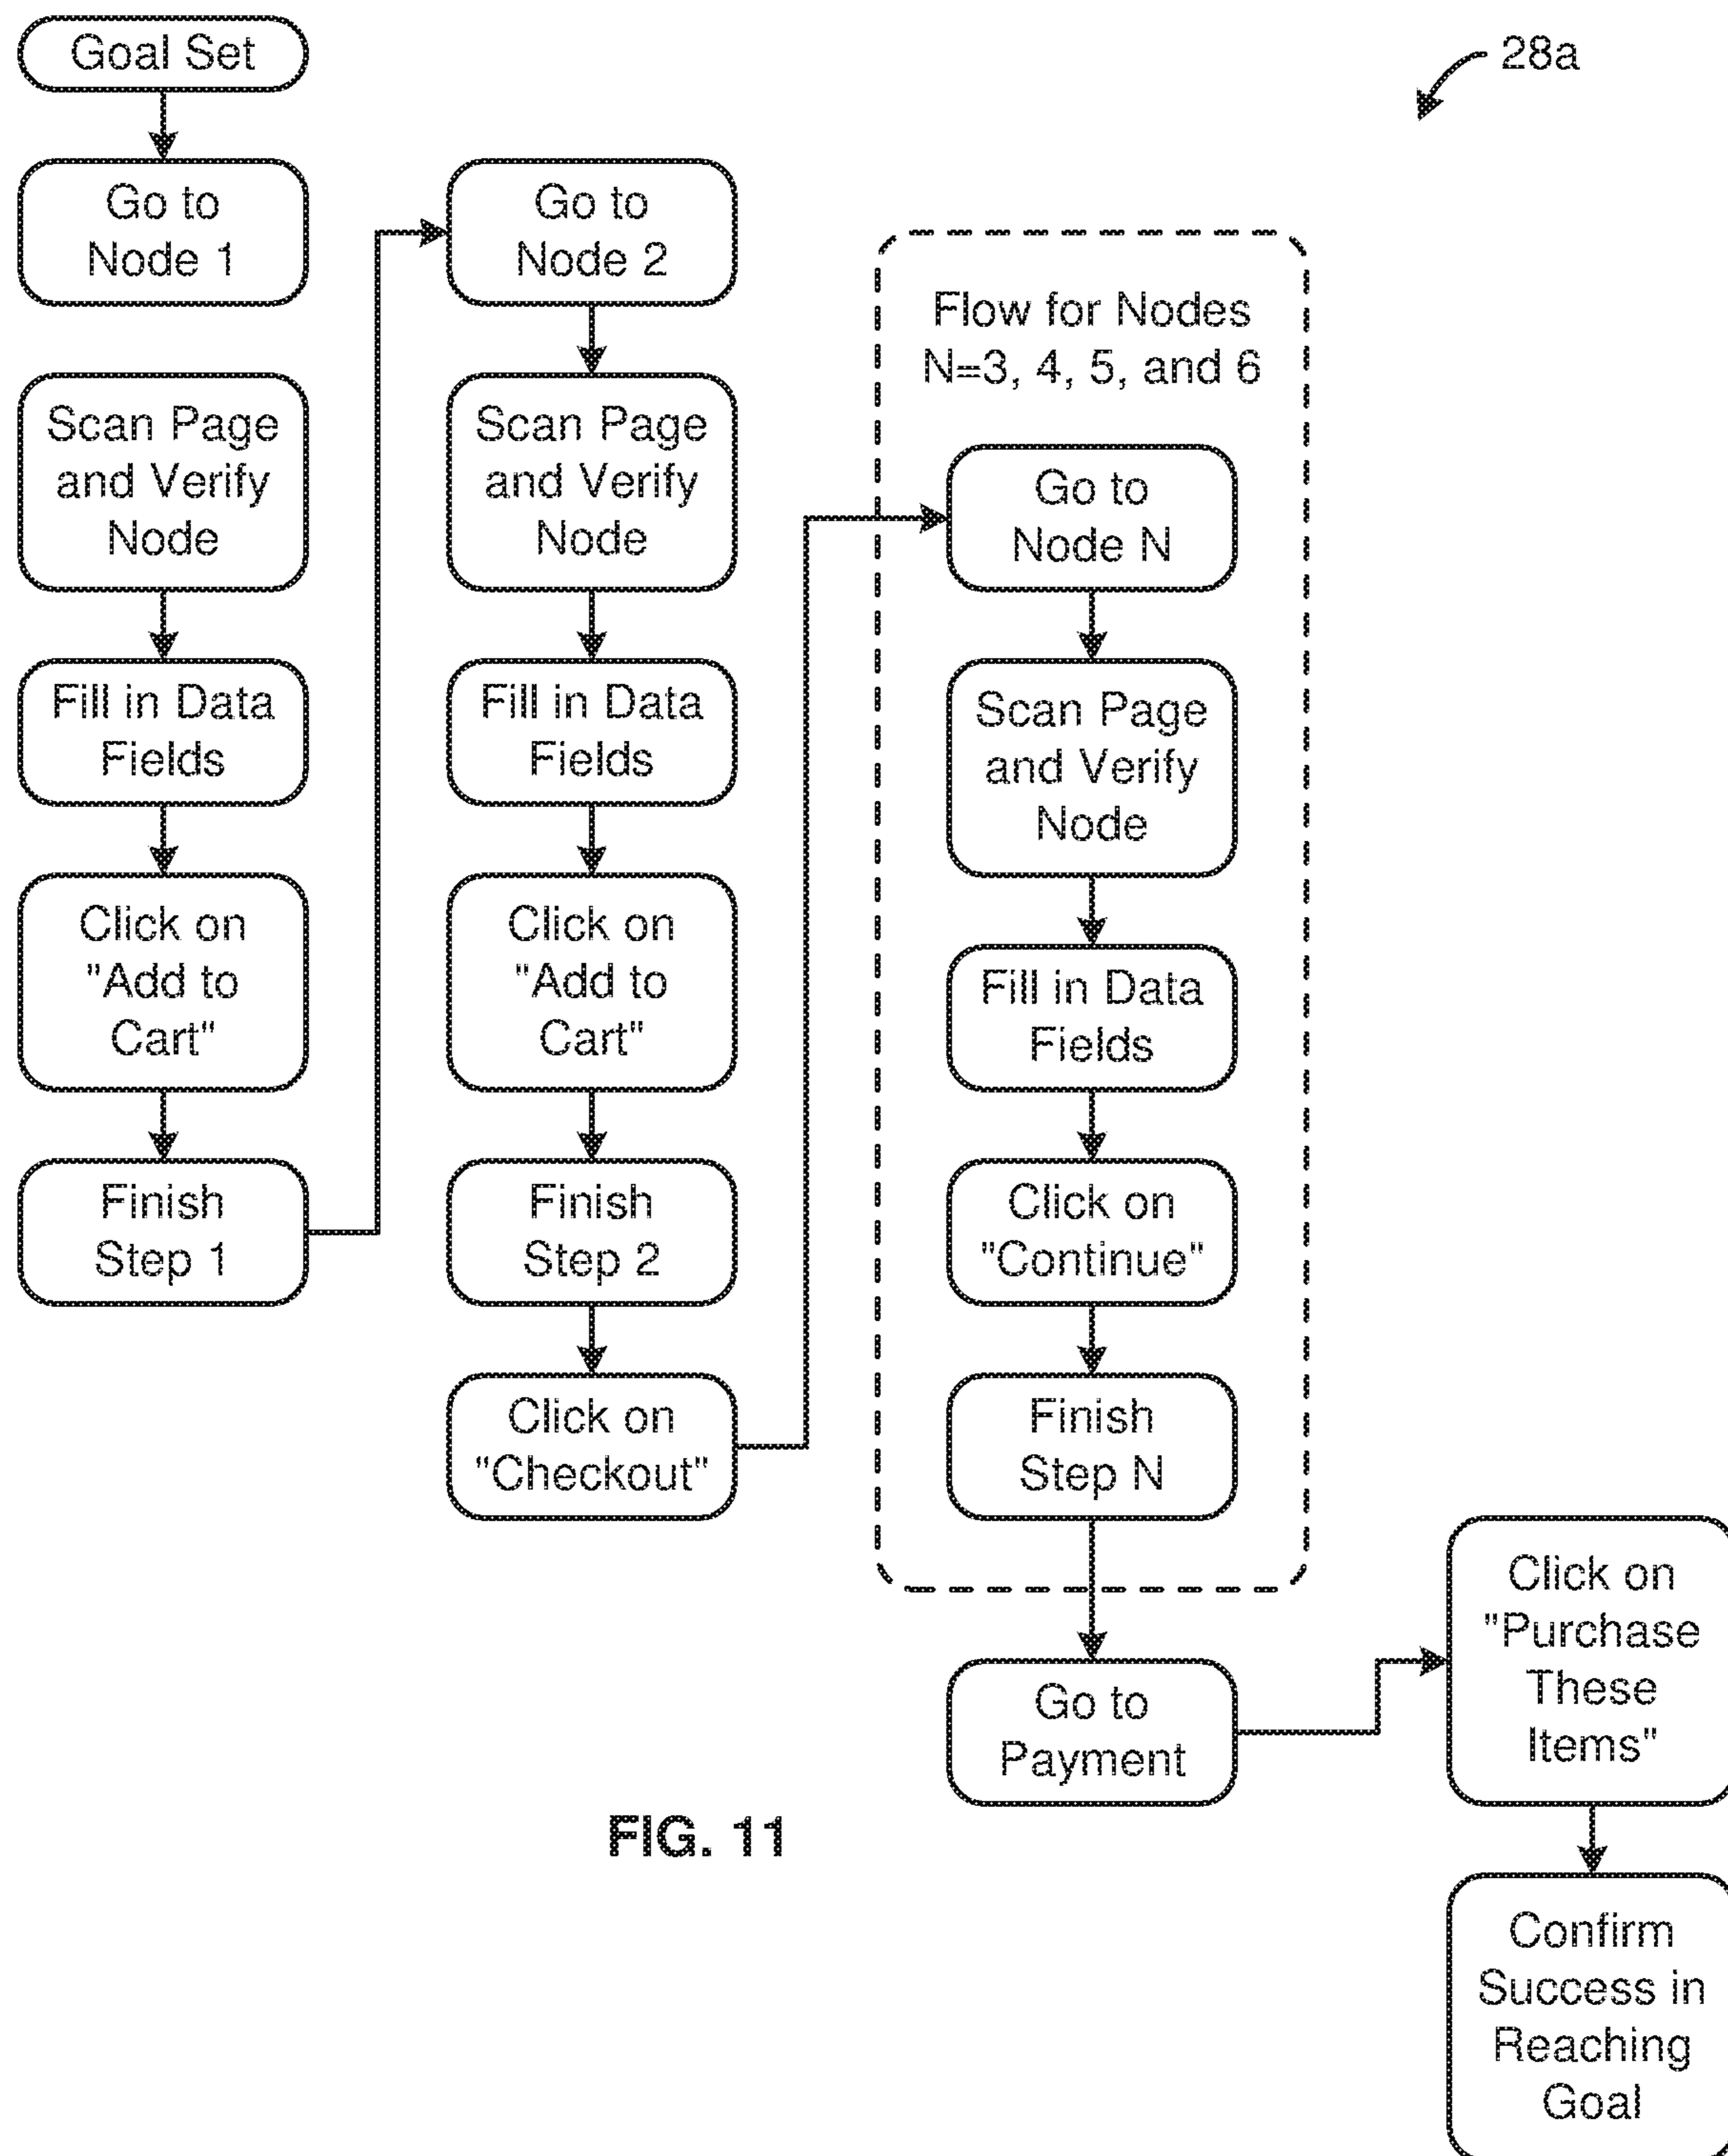 Goal Set
28a
Go to
Node 1
Scan Page
and Verify
Node
Fill in Data
Fields
Click on
"Add to
Cart"
Finish
Step 1
Go to
Node 2
Scan Page
and Verify
Node
Fill in Data
Fields
Click on
"Add to
Cart"
Finish
Step 2
Click on
"Checkout"
Flow for Nodes
N=3, 4, 5, and 6
Go to
Node N
Scan Page
and Verify
Node
Fill in Data
Fields
Click on
"Continue"
Finish
Step N
Go to
Payment
Click on
"Purchase
These
Items"
Confirm
Success in
Reaching
Goal
FIG. 11